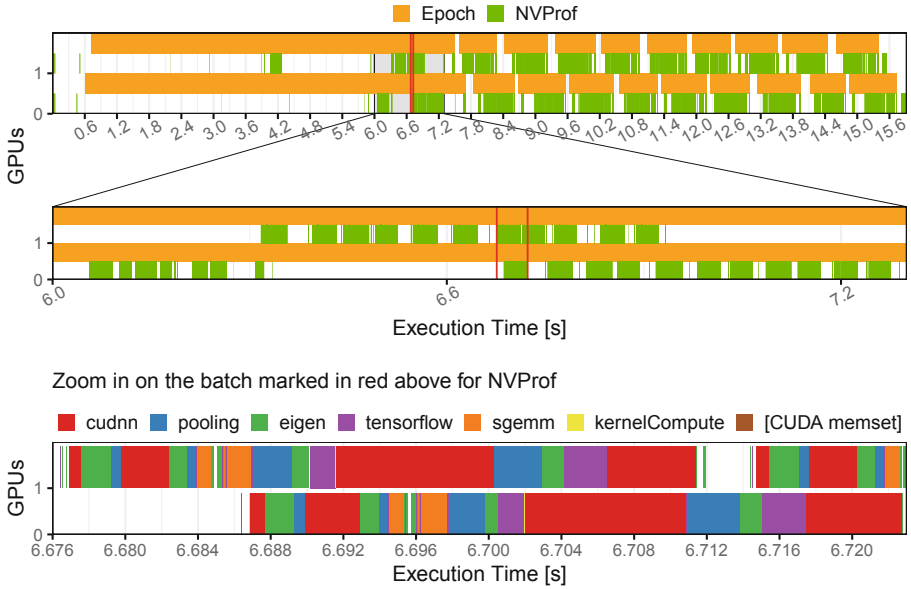 Epoch NVProf
GPUs
1
0
0.6 1.2 1.8 2.4 3.0 3.6 4.2 4.8 5.4 6.0 6.6 7.2 7.8 8.4 9.0 9.6 10.2 10.8 11.4 12.0 12.6 13.2 13.8 14.4 15.0 15.6
1
0
6.0 6.6 7.2
Execution Time [s]
Zoom in on the batch marked in red above for NVProf
cudnn pooling eigen tensorflow sgemm kernelCompute [CUDA memset]
GPUs
1
0
6.676 6.680 6.684 6.688 6.692 6.696 6.700 6.704 6.708 6.712 6.716 6.720
Execution Time [s]